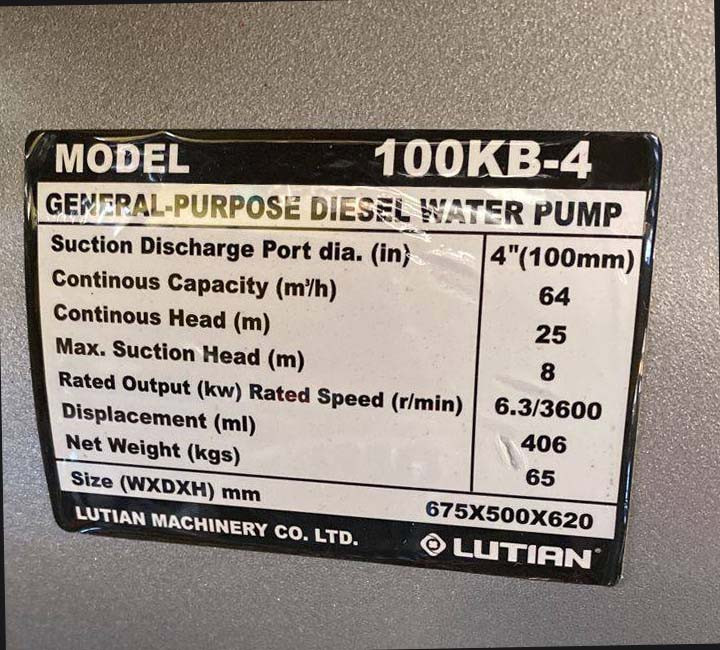 MODEL 100KB-4
GENERAL-PURPOSE DIESEL WATER PUMP
Suction Discharge Port dia. (in) 4"(100mm)
Continous Capacity (m³/h) 64
Continous Head (m) 25
Max. Suction Head (m) 8
Rated Output (kw) Rated Speed (r/min) 6.3/3600
Displacement (ml) 406
Net Weight (kgs) 65
Size (WXDXH) mm 675X500X620
LUTIAN MACHINERY CO. LTD. LUTIAN®